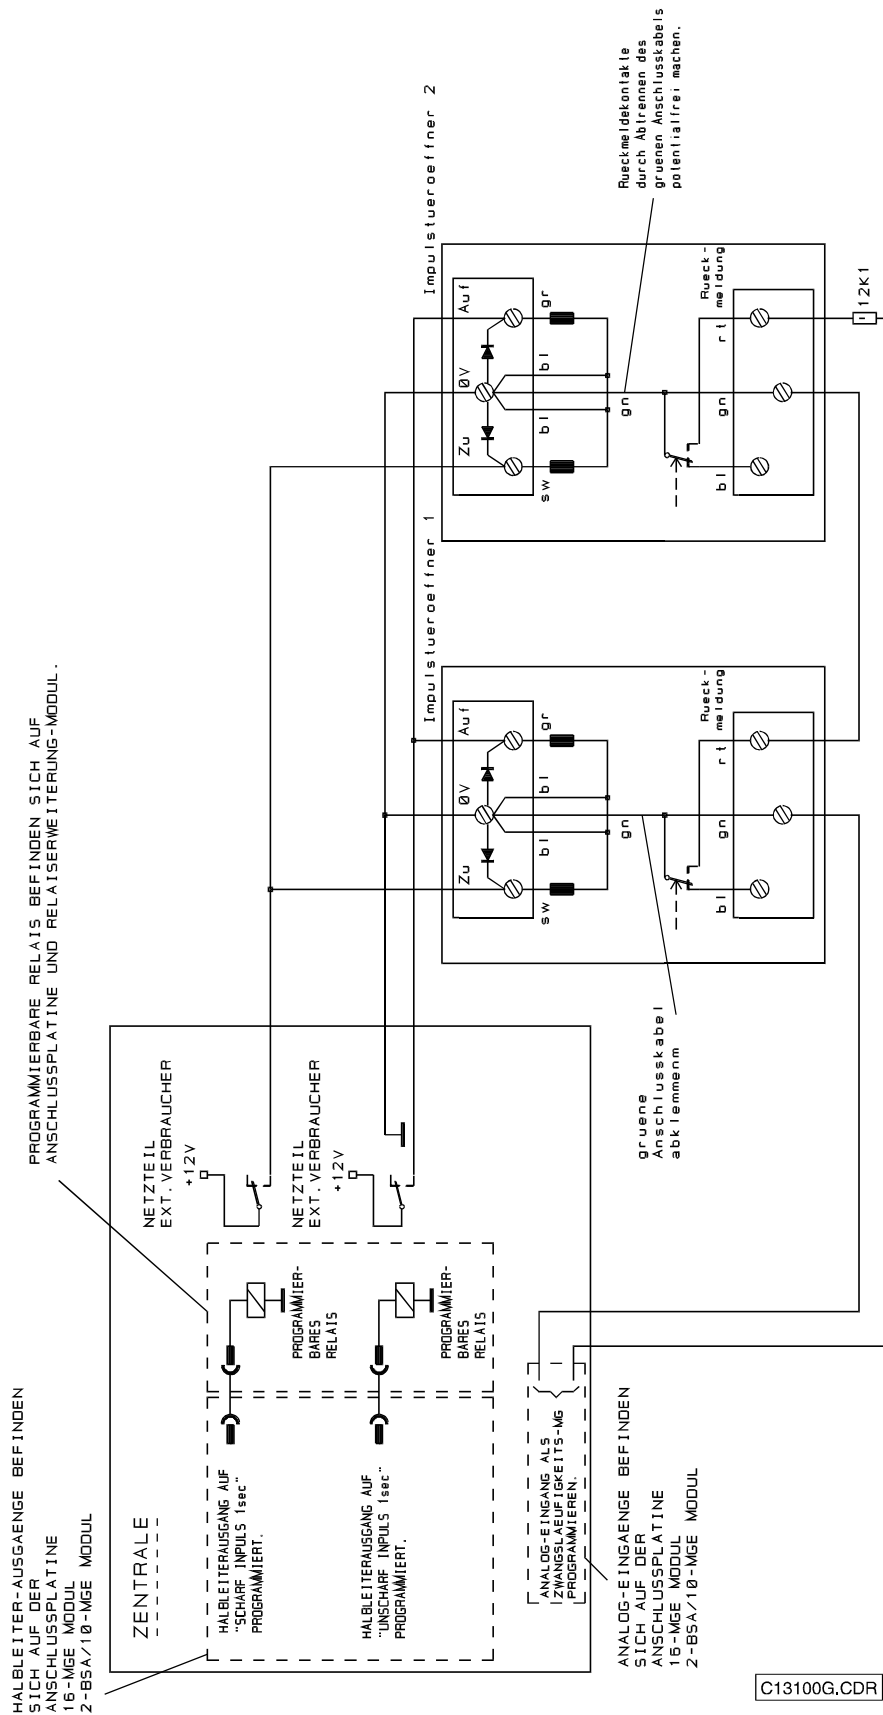 HALBLEITER-AUSGAENGE BEFINDEN
SICH AUF DER
ANSCHLUSSPLATINE
16-MGE MODUL
2-BSA/10-MGE MODUL
PROGRAMMIERBARE RELAIS BEFINDEN SICH AUF
ANSCHLUSSPLATINE UND RELAISERWEITERUNG-MODUL.
ZENTRALE
HALBLEITERAUSGANG AUF
"SCHARF INPULS 1sec"
PROGRAMMIERT.
PROGRAMMIER-
BARES
RELAIS
NETZTEIL
EXT.VERBRAUCHER
+12V
HALBLEITERAUSGANG AUF
"UNSCHARF INPULS 1sec"
PROGRAMMIERT.
PROGRAMMIER-
BARES
RELAIS
NETZTEIL
EXT.VERBRAUCHER
+12V
ANALOG-EINGANG ALS
ZWANGSLAEUFIGKEITS-MG
PROGRAMMIEREN.
ANALOG-EINGAENGE BEFINDEN
SICH AUF DER
ANSCHLUSSPLATINE
16-MGE MODUL
2-BSA/10-MGE MODUL
Impulstueroeffner 1
Zu
0V
Auf
sw
bl
bl
gr
gn
Rueck-
meldung
bl
gn
rt
gruene
Anschlusskabel
abklemmenm
Impulstueroeffner 2
Zu
0V
Auf
sw
bl
bl
gr
gn
Rueck-
meldung
bl
gn
rt
Rueckmeldekontakte
durch Abtrennen des
gruenen Anschlusskabels
potentialfrei machen.
12K1
C13100G.CDR